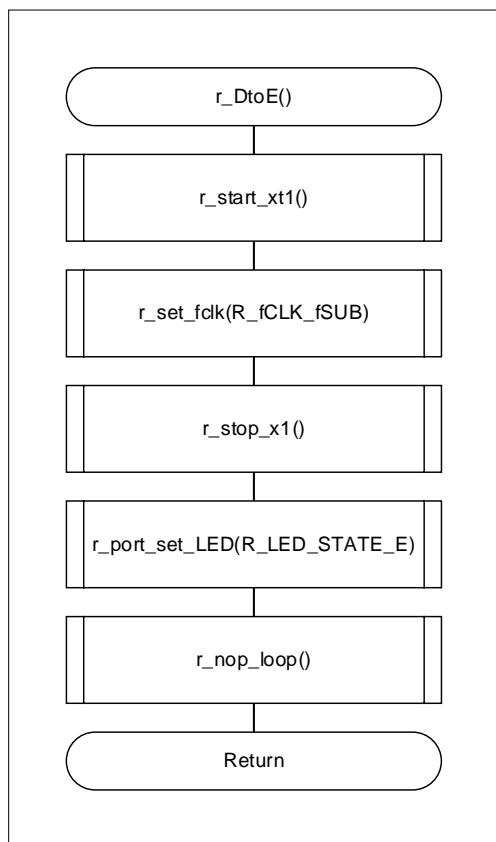 r_DtoE()
r_start_xt1()
r_set_fclk(R_fCLK_fSUB)
r_stop_x1()
r_port_set_LED(R_LED_STATE_E)
r_nop_loop()
Return